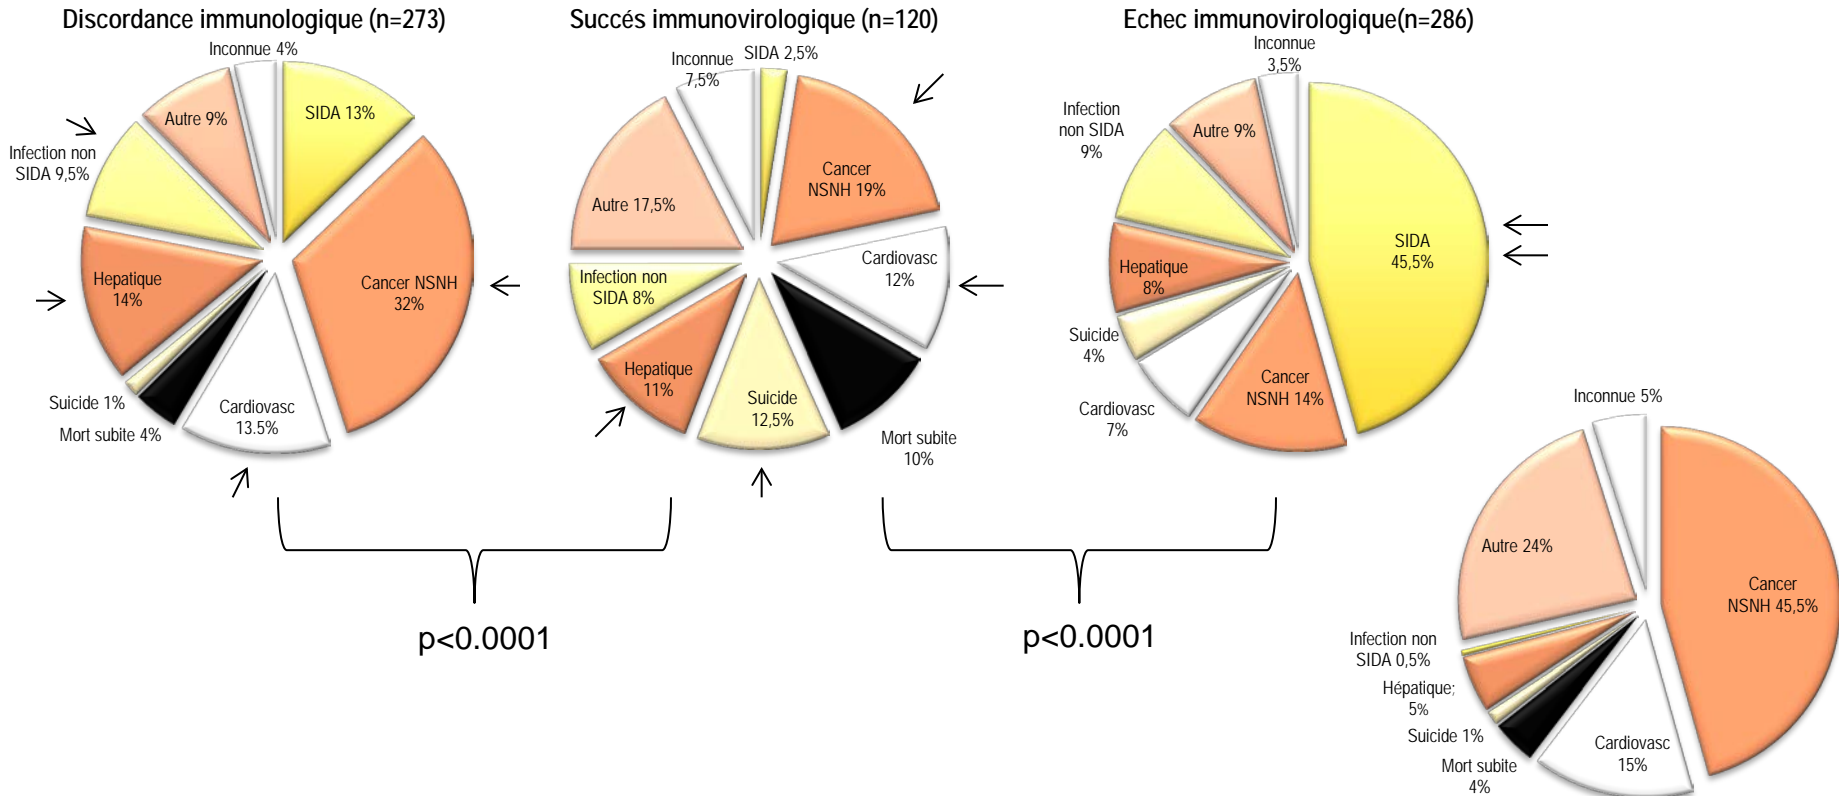 Discordance immunologique (n=273)
Inconnue 4%
SIDA 13%
Autre 9%
Infection non
SIDA 9,5%
Cancer NSNH
32%
Hepatique
14%
Suicide 1%
Mort subite 4%
Cardiovasc
13.5%
Succés immunovirologique (n=120)
Inconnue
7,5%
SIDA 2,5%
Cancer
NSNH 19%
Autre 17,5%
Cardiovasc
12%
Infection non
SIDA 8%
Hepatique
11%
Suicide
12,5%
Mort subite
10%
Echec immunovirologique(n=286)
Inconnue
3,5%
Infection
non SIDA
9%
Autre 9%
SIDA
45,5%
Hepatique
8%
Suicide
4%
Cancer
NSNH 14%
Cardiovasc
7%
p<0.0001
p<0.0001
Inconnue 5%
Autre 24%
Cancer
NSNH 45,5%
Infection non
SIDA 0,5%
Hépatique;
5%
Suicide 1%
Mort subite
4%
Cardiovasc
15%